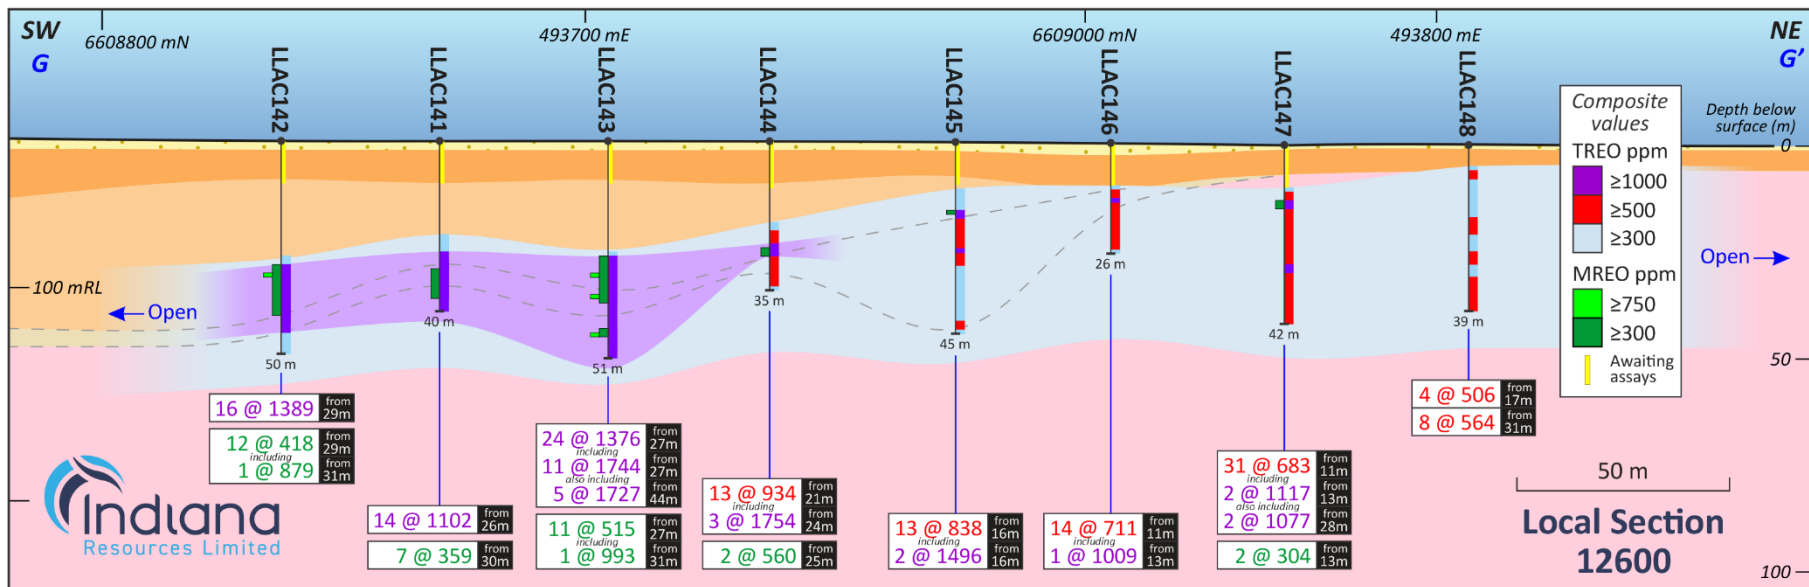 SW
G
6608800 mN
493700 mE
6609000 mN
493800 mE
NE
G'
LLAC142
LLAC141
LLAC143
LLAC144
LLAC145
LLAC146
LLAC147
LLAC148
Composite
values
TREO ppm
≥1000
≥500
≥300
MREO ppm
≥750
≥300
Awaiting
assays
Depth below
surface (m)
0
50
100
100 mRL
Open
Open
50 m
40 m
51 m
35 m
45 m
26 m
42 m
39 m
16 @ 1389 from 29m
12 @ 418 from 29m
including
1 @ 879 from 31m
14 @ 1102 from 26m
7 @ 359 from 30m
24 @ 1376 from 27m
including
11 @ 1744 from 27m
also including
5 @ 1727 from 44m
11 @ 515 from 27m
including
1 @ 993 from 31m
13 @ 934 from 21m
including
3 @ 1754 from 24m
2 @ 560 from 25m
13 @ 838 from 16m
including
2 @ 1496 from 16m
14 @ 711 from 11m
including
1 @ 1009 from 13m
31 @ 683 from 11m
including
2 @ 1117 from 13m
also including
2 @ 1077 from 28m
2 @ 304 from 13m
4 @ 506 from 17m
8 @ 564 from 31m
50 m
Local Section
12600
Indiana
Resources Limited